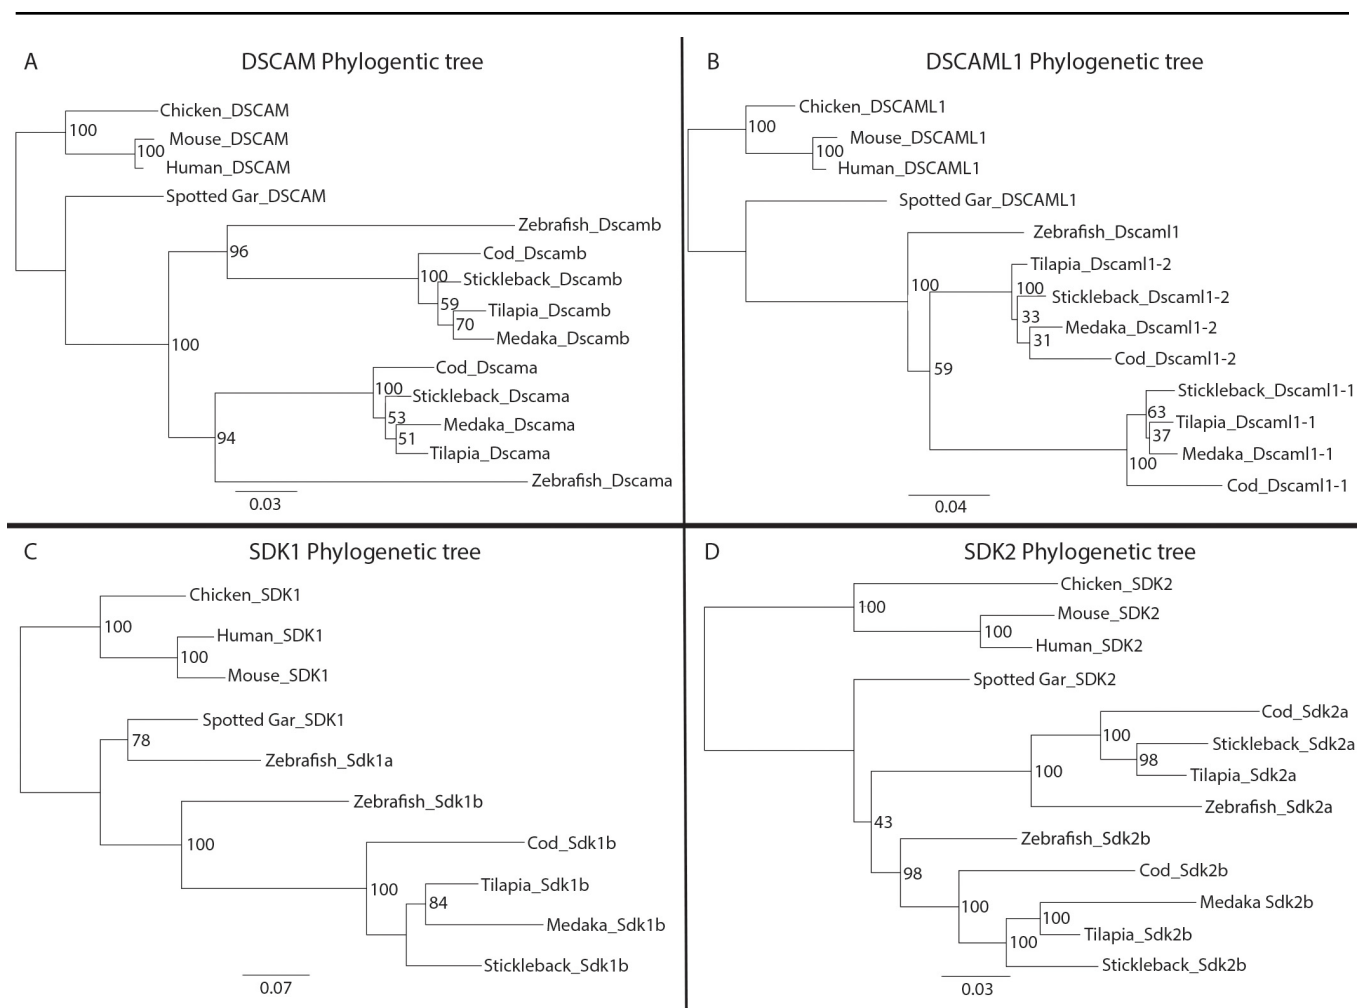 A
DSCAM Phylogentic tree
Chicken_DSCAM
100
Mouse_DSCAM
100
Human_DSCAM
Spotted Gar_DSCAM
Zebrafish_Dscamb
96
Cod_Dscamb
100
Stickleback_Dscamb
59
Tilapia_Dscamb
70
Medaka_Dscamb
100
Cod_Dscama
100
Stickleback_Dscama
53
Medaka_Dscama
51
94
Tilapia_Dscama
Zebrafish_Dscama
0.03
B
DSCAML1 Phylogenetic tree
Chicken_DSCAML1
100
Mouse_DSCAML1
100
Human_DSCAML1
Spotted Gar_DSCAML1
Zebrafish_Dscaml1
Tilapia_Dscaml1-2
100
100
Stickleback_Dscaml1-2
33
Medaka_Dscaml1-2
31
Cod_Dscaml1-2
59
Stickleback_Dscaml1-1
63
Tilapia_Dscaml1-1
37
Medaka_Dscaml1-1
100
Cod_Dscaml1-1
0.04
C
SDK1 Phylogenetic tree
Chicken_SDK1
100
Human_SDK1
100
Mouse_SDK1
Spotted Gar_SDK1
78
Zebrafish_Sdk1a
Zebrafish_Sdk1b
100
Cod_Sdk1b
100
Tilapia_Sdk1b
84
Medaka_Sdk1b
Stickleback_Sdk1b
0.07
D
SDK2 Phylogenetic tree
Chicken_SDK2
100
Mouse_SDK2
100
Human_SDK2
Spotted Gar_SDK2
Cod_Sdk2a
100
Stickleback_Sdk2a
98
Tilapia_Sdk2a
100
Zebrafish_Sdk2a
43
Zebrafish_Sdk2b
98
Cod_Sdk2b
100
Medaka Sdk2b
100
Tilapia_Sdk2b
100
Stickleback_Sdk2b
0.03